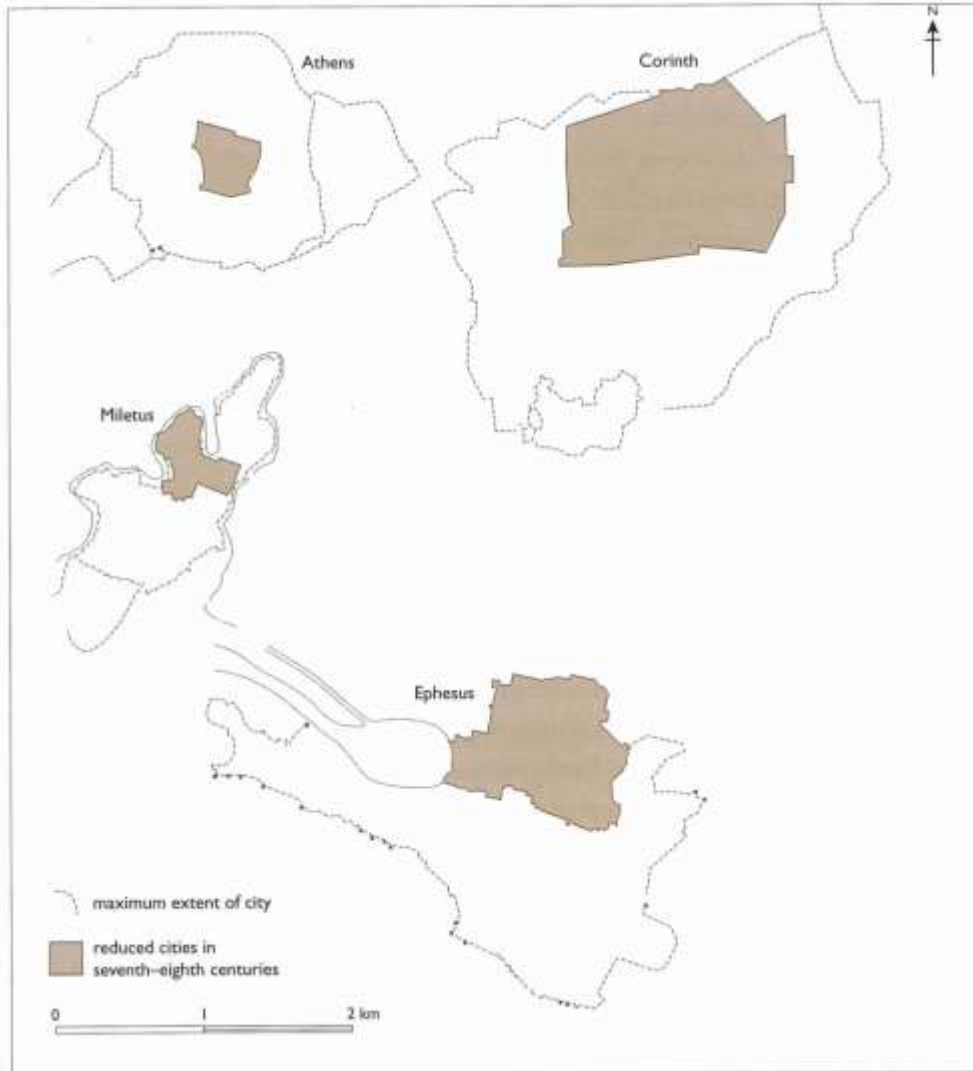 N
Athens
Corinth
Miletus
Ephesus
maximum extent of city
reduced cities in
seventh–eighth centuries
0 1 2 km